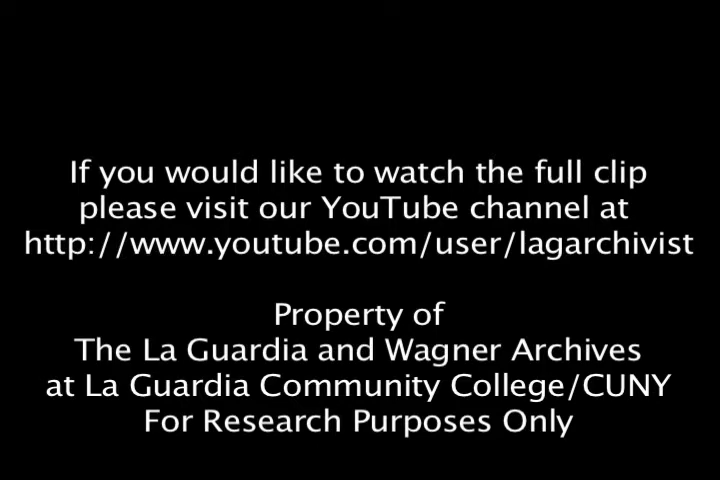 If you would like to watch the full clip
please visit our YouTube channel at
http://www.youtube.com/user/lagarchivist
Property of
The La Guardia and Wagner Archives
at La Guardia Community College/CUNY
For Research Purposes Only